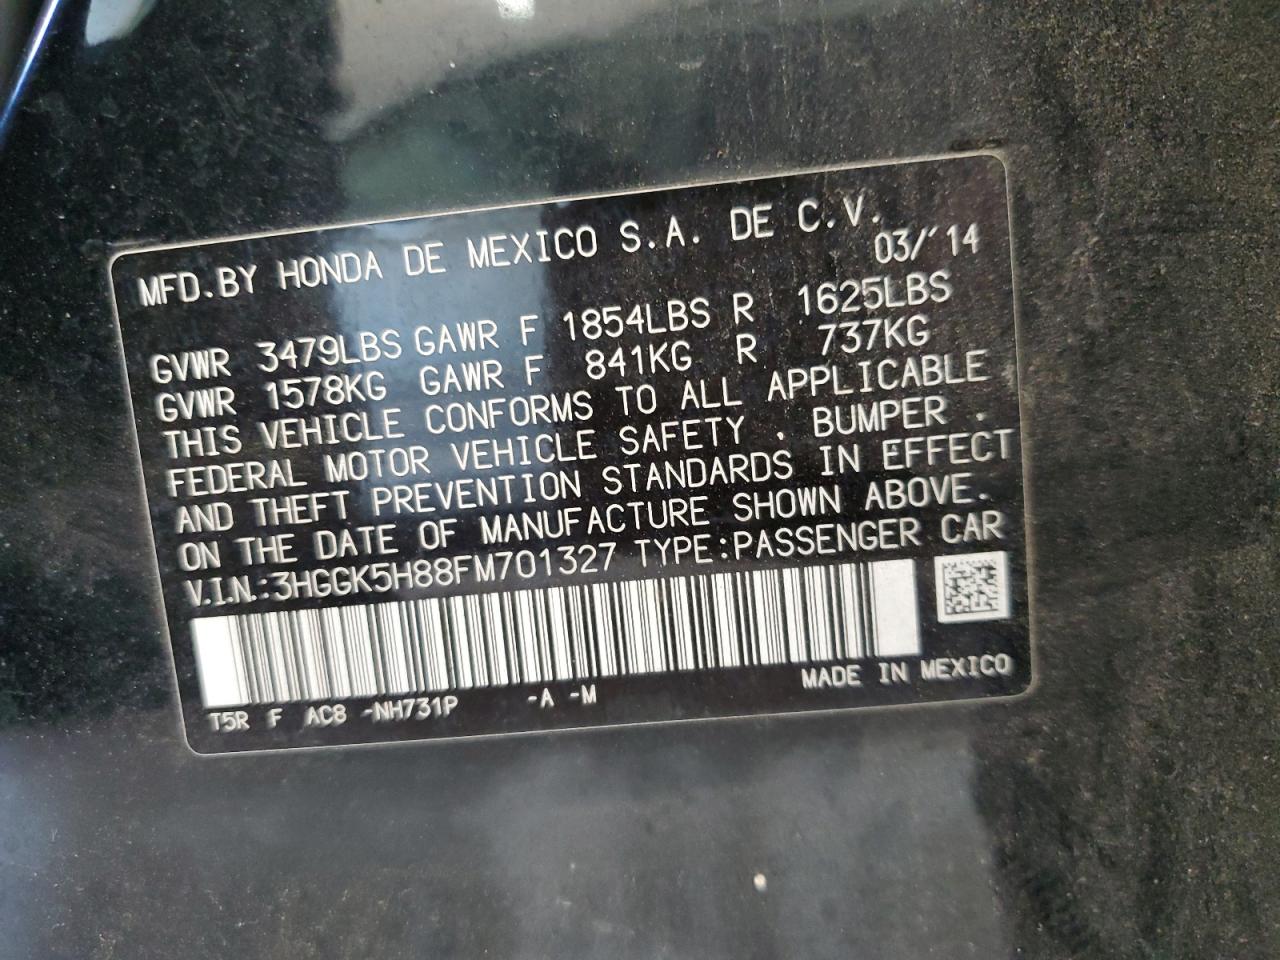 MFD.BY HONDA DE MEXICO S.A. DE C.V.
03/'14
GVWR 3479LBS GAWR F 1854LBS R 1625LBS
GVWR 1578KG GAWR F 841KG R 737KG
THIS VEHICLE CONFORMS TO ALL APPLICABLE
FEDERAL MOTOR VEHICLE SAFETY . BUMPER .
AND THEFT PREVENTION STANDARDS IN EFFECT
ON THE DATE OF MANUFACTURE SHOWN ABOVE.
V.I.N.:3HGGK5H88FM701327 TYPE:PASSENGER CAR
MADE IN MEXICO
T5R F AC8 -NH731P -A -M